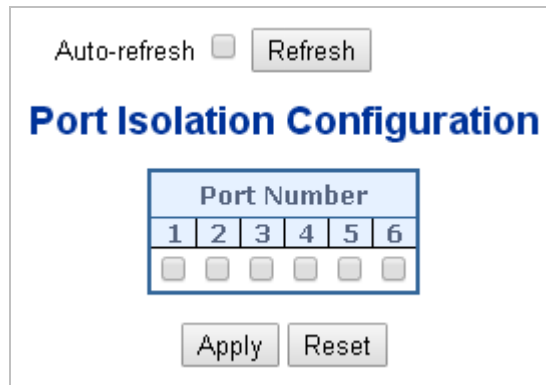 Auto-refresh Refresh
Port Isolation Configuration
Port Number
1 2 3 4 5 6
Apply Reset